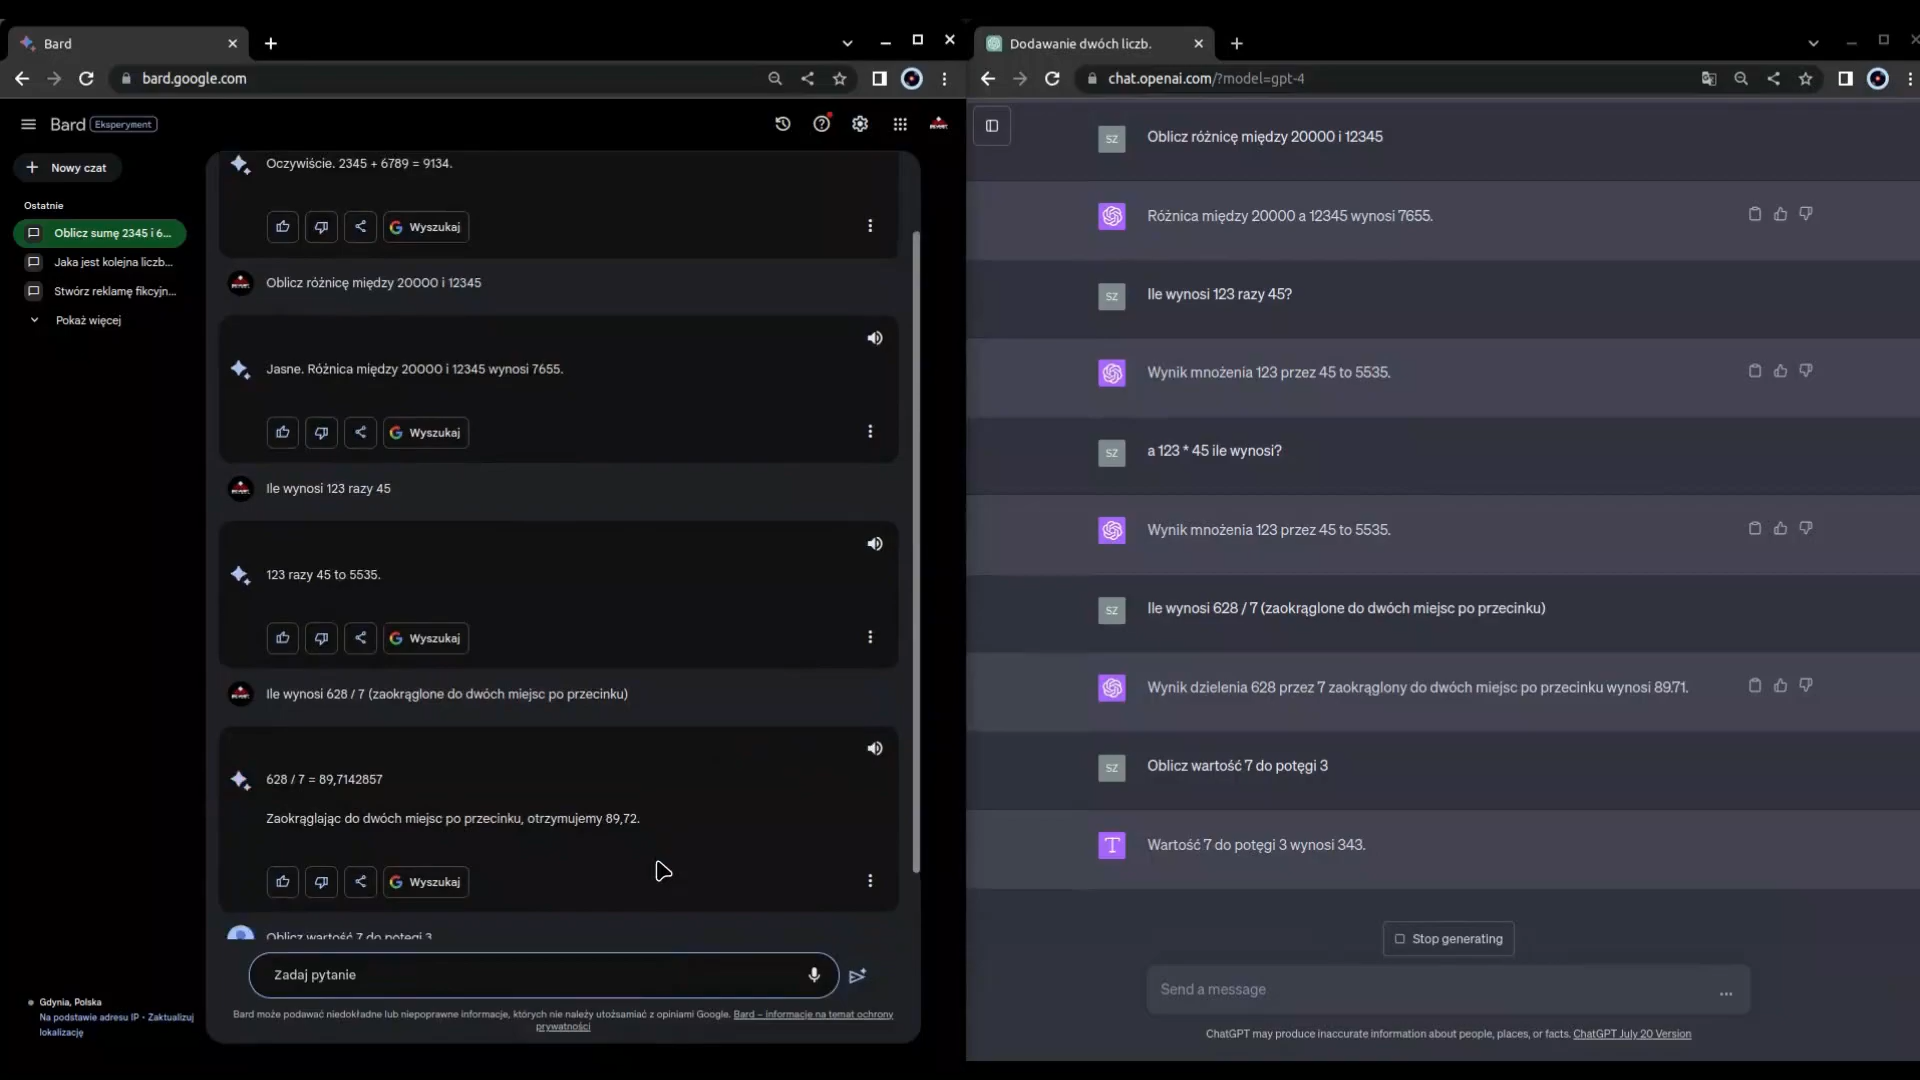 Bard
bard.google.com
Bard Eksperyment
Nowy czat
Ostatnie
Oblicz sumę 2345 i 6...
Jaka jest kolejna liczb...
Stwórz reklamę fikcyjn...
Pokaż więcej
Gdynia, Polska
Na podstawie adresu IP • Zaktualizuj
lokalizację
Oczywiście. 2345 + 6789 = 9134.
Wyszukaj
Oblicz różnicę między 20000 i 12345
Jasne. Różnica między 20000 i 12345 wynosi 7655.
Wyszukaj
Ile wynosi 123 razy 45
123 razy 45 to 5535.
Wyszukaj
Ile wynosi 628 / 7 (zaokrąglone do dwóch miejsc po przecinku)
628 / 7 = 89,7142857
Zaokrąglając do dwóch miejsc po przecinku, otrzymujemy 89,72.
Wyszukaj
Oblicz wartość 7 do potęgi 3
Zadaj pytanie
Bard może podawać niedokładne lub niepoprawne informacje, których nie należy utożsamiać z opiniami Google. Bard – informacje na temat ochrony
prywatności
Dodawanie dwóch liczb.
chat.openai.com/?model=gpt-4
SZ Oblicz różnicę między 20000 i 12345
Różnica między 20000 a 12345 wynosi 7655.
SZ Ile wynosi 123 razy 45?
Wynik mnożenia 123 przez 45 to 5535.
SZ a 123 * 45 ile wynosi?
Wynik mnożenia 123 przez 45 to 5535.
SZ Ile wynosi 628 / 7 (zaokrąglone do dwóch miejsc po przecinku)
Wynik dzielenia 628 przez 7 zaokrąglony do dwóch miejsc po przecinku wynosi 89.71.
SZ Oblicz wartość 7 do potęgi 3
T Wartość 7 do potęgi 3 wynosi 343.
Stop generating
Send a message
ChatGPT may produce inaccurate information about people, places, or facts. ChatGPT July 20 Version